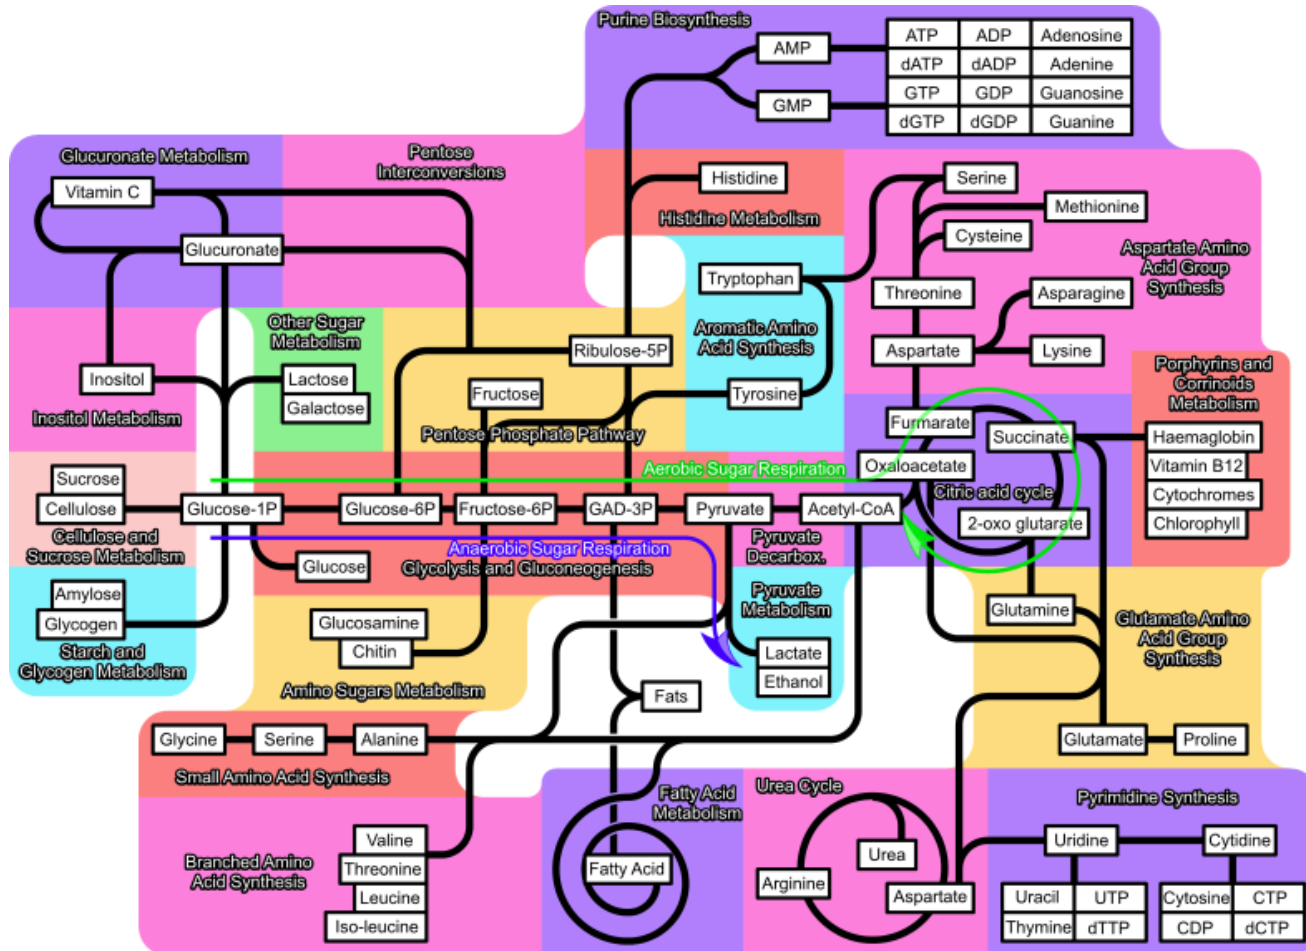 Purine Biosynthesis
AMP
ATP
ADP
Adenosine
dATP
dADP
Adenine
GMP
GTP
GDP
Guanosine
dGTP
dGDP
Guanine
Glucuronate Metabolism
Pentose
Interconversions
Vitamin C
Glucuronate
Histidine
Histidine Metabolism
Serine
Methionine
Cysteine
Aspartate Amino
Acid Group
Synthesis
Tryptophan
Threonine
Asparagine
Aromatic Amino
Acid Synthesis
Aspartate
Lysine
Tyrosine
Other Sugar
Metabolism
Ribulose-5P
Inositol
Lactose
Galactose
Fructose
Inositol Metabolism
Pentose Phosphate Pathway
Porphyrins and
Corrinoids
Metabolism
Furmarate
Succinate
Haemaglobin
Vitamin B12
Cytochromes
Chlorophyll
Oxaloacetate
Citric acid cycle
2-oxo glutarate
Aerobic Sugar Respiration
Sucrose
Cellulose
Glucose-1P
Glucose-6P
Fructose-6P
GAD-3P
Pyruvate
Acetyl-CoA
Cellulose and
Sucrose Metabolism
Anaerobic Sugar Respiration
Glycolysis and Gluconeogenesis
Pyruvate
Decarbox.
Glucose
Amylose
Glycogen
Starch and
Glycogen Metabolism
Glucosamine
Chitin
Amino Sugars Metabolism
Pyruvate
Metabolism
Lactate
Ethanol
Glutamine
Glutamate Amino
Acid Group
Synthesis
Fats
Glycine
Serine
Alanine
Small Amino Acid Synthesis
Glutamate
Proline
Fatty Acid
Metabolism
Urea Cycle
Pyrimidine Synthesis
Valine
Threonine
Leucine
Iso-leucine
Branched Amino
Acid Synthesis
Fatty Acid
Urea
Arginine
Aspartate
Uridine
Cytidine
Uracil
UTP
Thymine
dTTP
Cytosine
CTP
CDP
dCTP